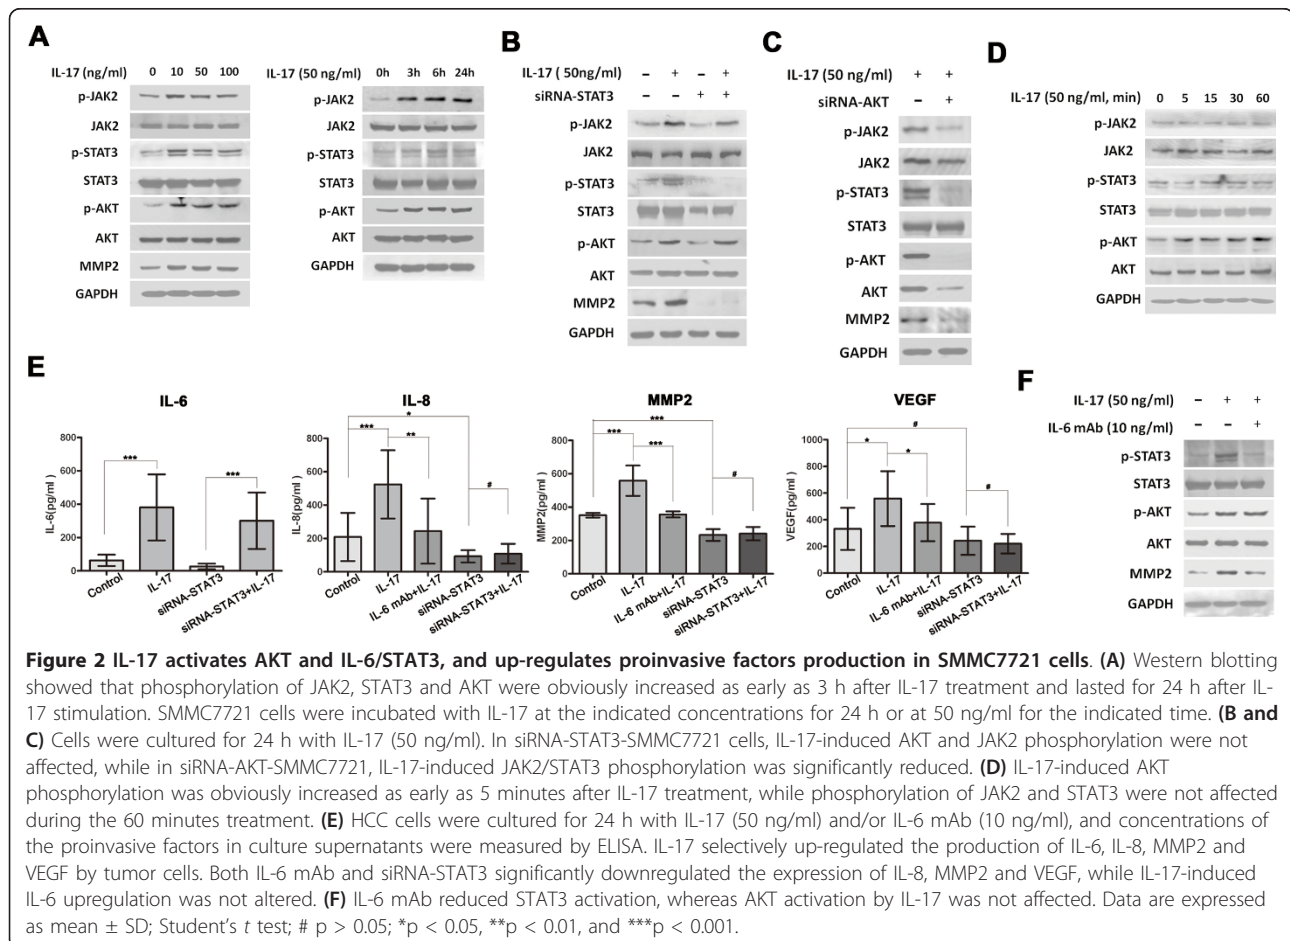 A
IL-17 (ng/ml) 0 10 50 100
p-JAK2
JAK2
p-STAT3
STAT3
p-AKT
AKT
MMP2
GAPDH
IL-17 (50 ng/ml) 0h 3h 6h 24h
p-JAK2
JAK2
p-STAT3
STAT3
p-AKT
AKT
GAPDH
B
IL-17 ( 50ng/ml) – + – +
siRNA-STAT3 – – + +
p-JAK2
JAK2
p-STAT3
STAT3
p-AKT
AKT
MMP2
GAPDH
C
IL-17 (50 ng/ml) + +
siRNA-AKT – +
p-JAK2
JAK2
p-STAT3
STAT3
p-AKT
AKT
MMP2
GAPDH
D
IL-17 (50 ng/ml, min) 0 5 15 30 60
p-JAK2
JAK2
p-STAT3
STAT3
p-AKT
AKT
GAPDH
E
IL-6
IL-6(pg/ml)
800
600
400
200
0
*** ***
Control IL-17 siRNA-STAT3 siRNA-STAT3+IL-17
IL-8
IL-8(pg/ml)
800
600
400
200
0
*
*** **
#
Control IL-17 IL-6 mAb+IL-17 siRNA-STAT3 siRNA-STAT3+IL-17
MMP2
MMP2(pg/ml)
800
600
400
200
0
***
*** ***
#
Control IL-17 IL-6 mAb+IL-17 siRNA-STAT3 siRNA-STAT3+IL-17
VEGF
VEGF(pg/ml)
1000
800
600
400
200
0
#
* *
#
Control IL-17 IL-6 mAb+IL-17 siRNA-STAT3 siRNA-STAT3+IL-17
F
IL-17 (50 ng/ml) – + +
IL-6 mAb (10 ng/ml) – – +
p-STAT3
STAT3
p-AKT
AKT
MMP2
GAPDH
Figure 2 IL-17 activates AKT and IL-6/STAT3, and up-regulates proinvasive factors production in SMMC7721 cells. (A) Western blotting
showed that phosphorylation of JAK2, STAT3 and AKT were obviously increased as early as 3 h after IL-17 treatment and lasted for 24 h after IL-
17 stimulation. SMMC7721 cells were incubated with IL-17 at the indicated concentrations for 24 h or at 50 ng/ml for the indicated time. (B and
C) Cells were cultured for 24 h with IL-17 (50 ng/ml). In siRNA-STAT3-SMMC7721 cells, IL-17-induced AKT and JAK2 phosphorylation were not
affected, while in siRNA-AKT-SMMC7721, IL-17-induced JAK2/STAT3 phosphorylation was significantly reduced. (D) IL-17-induced AKT
phosphorylation was obviously increased as early as 5 minutes after IL-17 treatment, while phosphorylation of JAK2 and STAT3 were not affected
during the 60 minutes treatment. (E) HCC cells were cultured for 24 h with IL-17 (50 ng/ml) and/or IL-6 mAb (10 ng/ml), and concentrations of
the proinvasive factors in culture supernatants were measured by ELISA. IL-17 selectively up-regulated the production of IL-6, IL-8, MMP2 and
VEGF by tumor cells. Both IL-6 mAb and siRNA-STAT3 significantly downregulated the expression of IL-8, MMP2 and VEGF, while IL-17-induced
IL-6 upregulation was not altered. (F) IL-6 mAb reduced STAT3 activation, whereas AKT activation by IL-17 was not affected. Data are expressed
as mean ± SD; Student's t test; # p > 0.05; *p < 0.05, **p < 0.01, and ***p < 0.001.